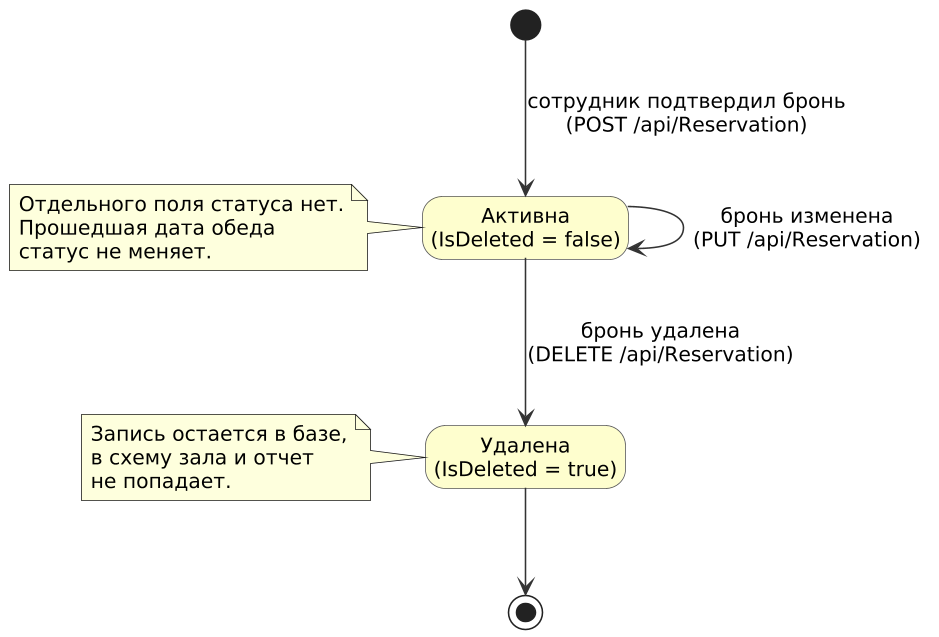 сотрудник подтвердил бронь
(POST /api/Reservation)
Отдельного поля статуса нет.
Прошедшая дата обеда
статус не меняет.
Активна
(IsDeleted = false)
бронь изменена
(PUT /api/Reservation)
бронь удалена
(DELETE /api/Reservation)
Запись остается в базе,
в схему зала и отчет
не попадает.
Удалена
(IsDeleted = true)